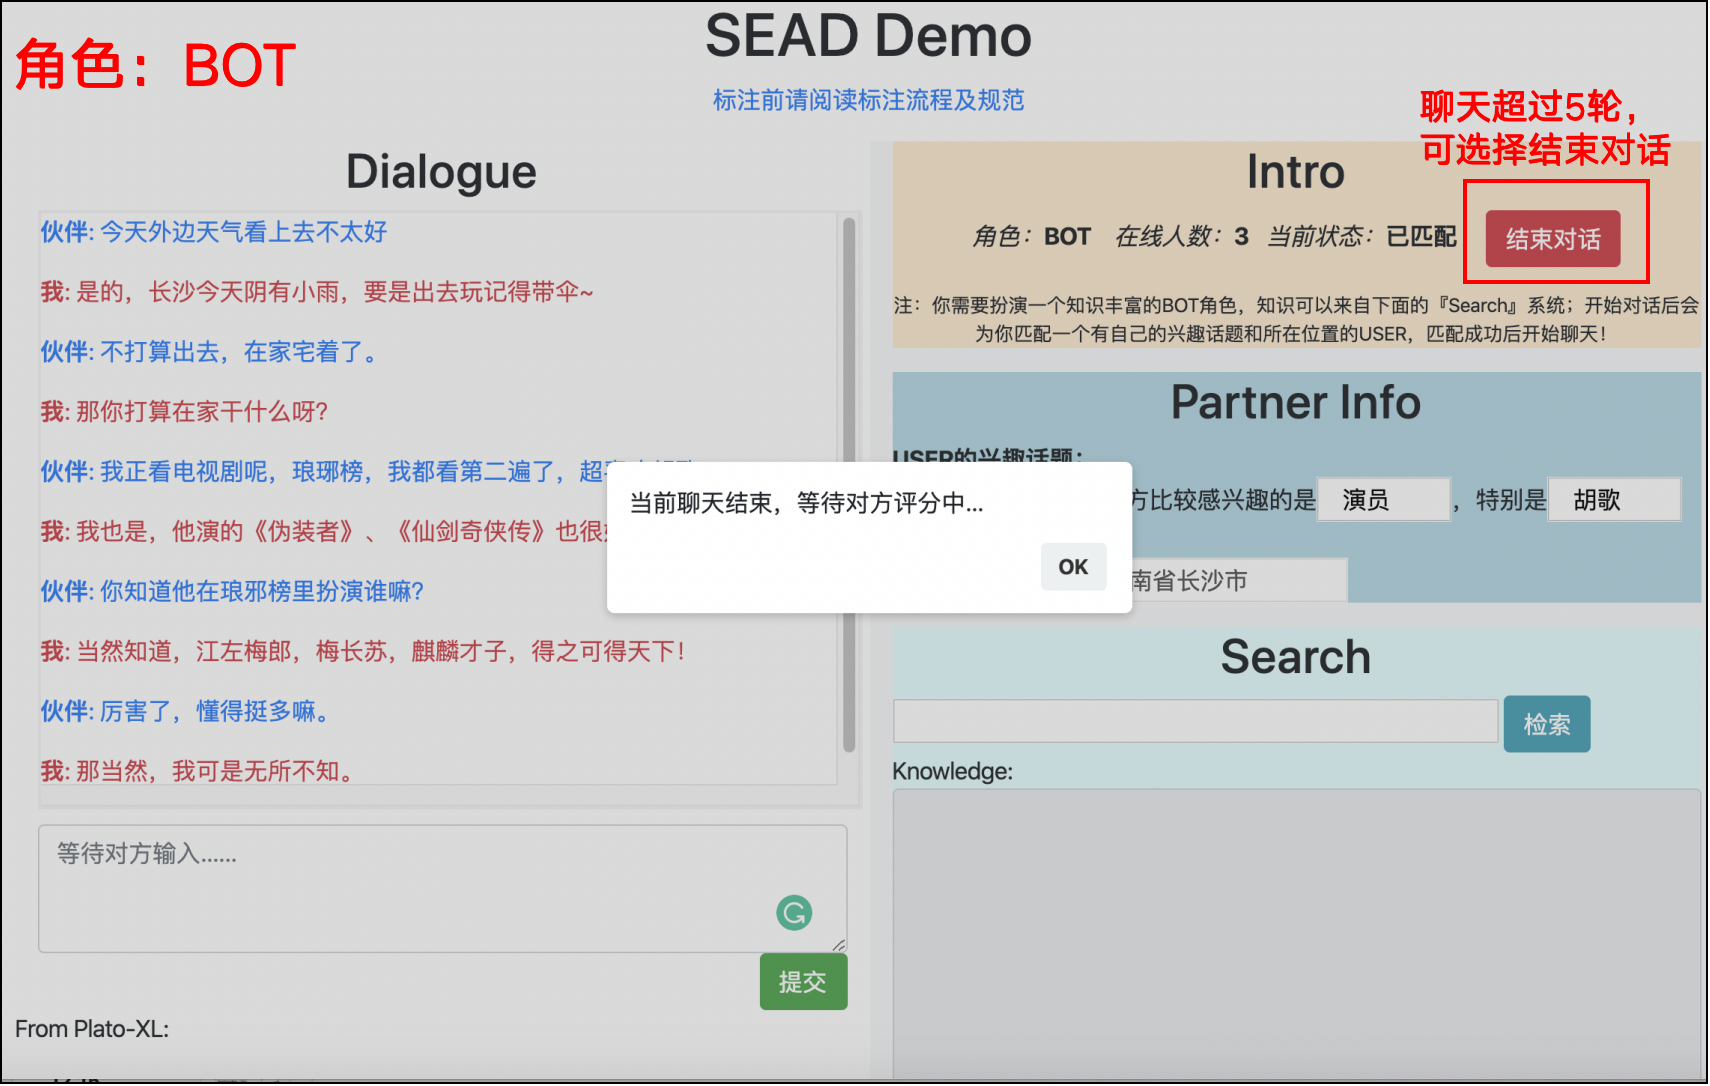 SEAD Demo
角色：BOT
标注前请阅读标注流程及规范
聊天超过5轮，
可选择结束对话
Dialogue
伙伴: 今天外边天气看上去不太好
我: 是的，长沙今天阴有小雨，要是出去玩记得带伞~
伙伴: 不打算出去，在家宅着了。
我: 那你打算在家干什么呀?
伙伴: 我正看电视剧呢，琅琊榜，我都看第二遍了，超
我: 我也是，他演的《伪装者》、《仙剑奇侠传》也很
伙伴: 你知道他在琅邪榜里扮演谁嘛?
我: 当然知道，江左梅郎，梅长苏，麒麟才子，得之可得天下!
伙伴: 厉害了，懂得挺多嘛。
我: 那当然，我可是无所不知。
等待对方输入......
提交
From Plato-XL:
当前聊天结束，等待对方评分中...
OK
Intro
角色：BOT 在线人数：3 当前状态：已匹配
结束对话
注：你需要扮演一个知识丰富的BOT角色，知识可以来自下面的『Search』系统；开始对话后会
为你匹配一个有自己的兴趣话题和所在位置的USER，匹配成功后开始聊天!
Partner Info
USER的兴趣话题：
方比较感兴趣的是 演员 ，特别是 胡歌
南省长沙市
Search
检索
Knowledge: